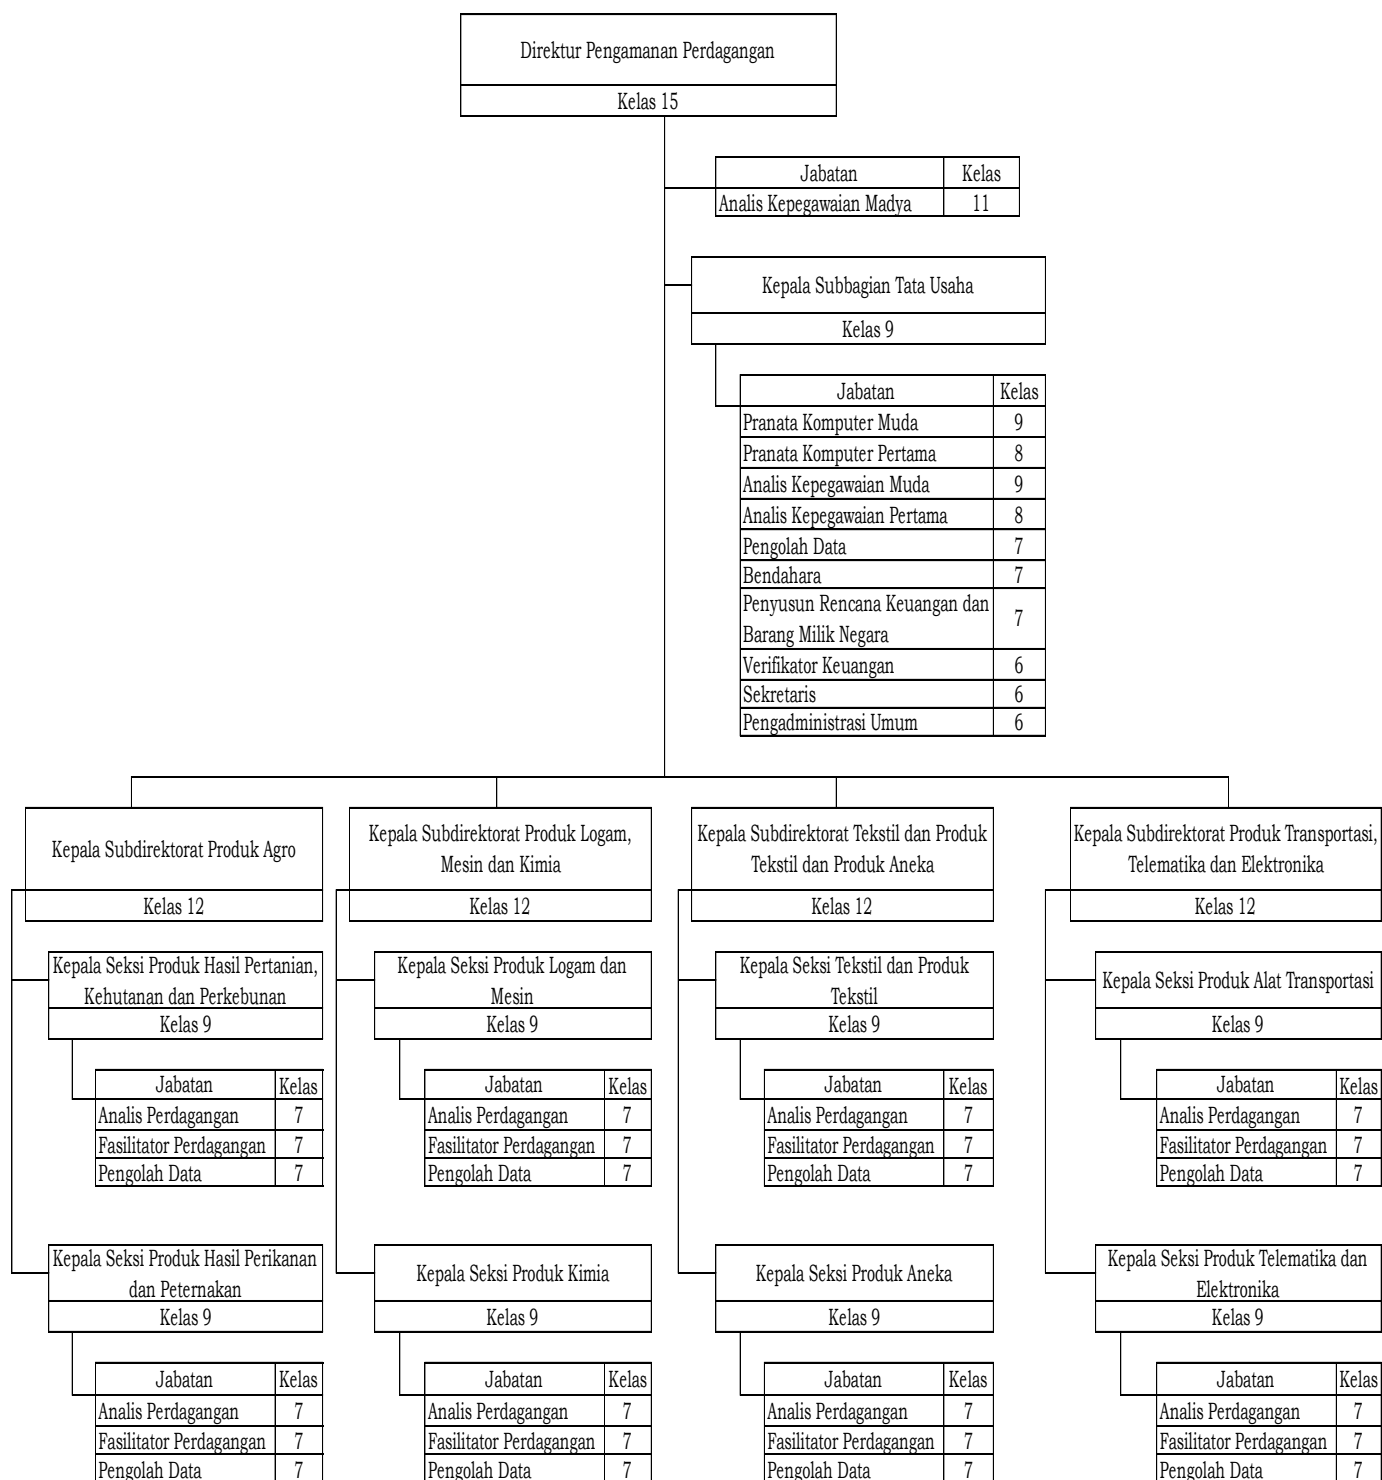 Direktur Pengamanan Perdagangan
Kelas 15
Jabatan Kelas
Analis Kepegawaian Madya 11
Kepala Subbagian Tata Usaha
Kelas 9
Jabatan Kelas
Pranata Komputer Muda 9
Pranata Komputer Pertama 8
Analis Kepegawaian Muda 9
Analis Kepegawaian Pertama 8
Pengolah Data 7
Bendahara 7
Penyusun Rencana Keuangan dan
Barang Milik Negara 7
Verifikator Keuangan 6
Sekretaris 6
Pengadministrasi Umum 6
Kepala Subdirektorat Produk Agro
Kelas 12
Kepala Seksi Produk Hasil Pertanian,
Kehutanan dan Perkebunan
Kelas 9
Jabatan Kelas
Analis Perdagangan 7
Fasilitator Perdagangan 7
Pengolah Data 7
Kepala Seksi Produk Hasil Perikanan
dan Peternakan
Kelas 9
Jabatan Kelas
Analis Perdagangan 7
Fasilitator Perdagangan 7
Pengolah Data 7
Kepala Subdirektorat Produk Logam,
Mesin dan Kimia
Kelas 12
Kepala Seksi Produk Logam dan
Mesin
Kelas 9
Jabatan Kelas
Analis Perdagangan 7
Fasilitator Perdagangan 7
Pengolah Data 7
Kepala Seksi Produk Kimia
Kelas 9
Jabatan Kelas
Analis Perdagangan 7
Fasilitator Perdagangan 7
Pengolah Data 7
Kepala Subdirektorat Tekstil dan Produk
Tekstil dan Produk Aneka
Kelas 12
Kepala Seksi Tekstil dan Produk
Tekstil
Kelas 9
Jabatan Kelas
Analis Perdagangan 7
Fasilitator Perdagangan 7
Pengolah Data 7
Kepala Seksi Produk Aneka
Kelas 9
Jabatan Kelas
Analis Perdagangan 7
Fasilitator Perdagangan 7
Pengolah Data 7
Kepala Subdirektorat Produk Transportasi,
Telematika dan Elektronika
Kelas 12
Kepala Seksi Produk Alat Transportasi
Kelas 9
Jabatan Kelas
Analis Perdagangan 7
Fasilitator Perdagangan 7
Pengolah Data 7
Kepala Seksi Produk Telematika dan
Elektronika
Kelas 9
Jabatan Kelas
Analis Perdagangan 7
Fasilitator Perdagangan 7
Pengolah Data 7